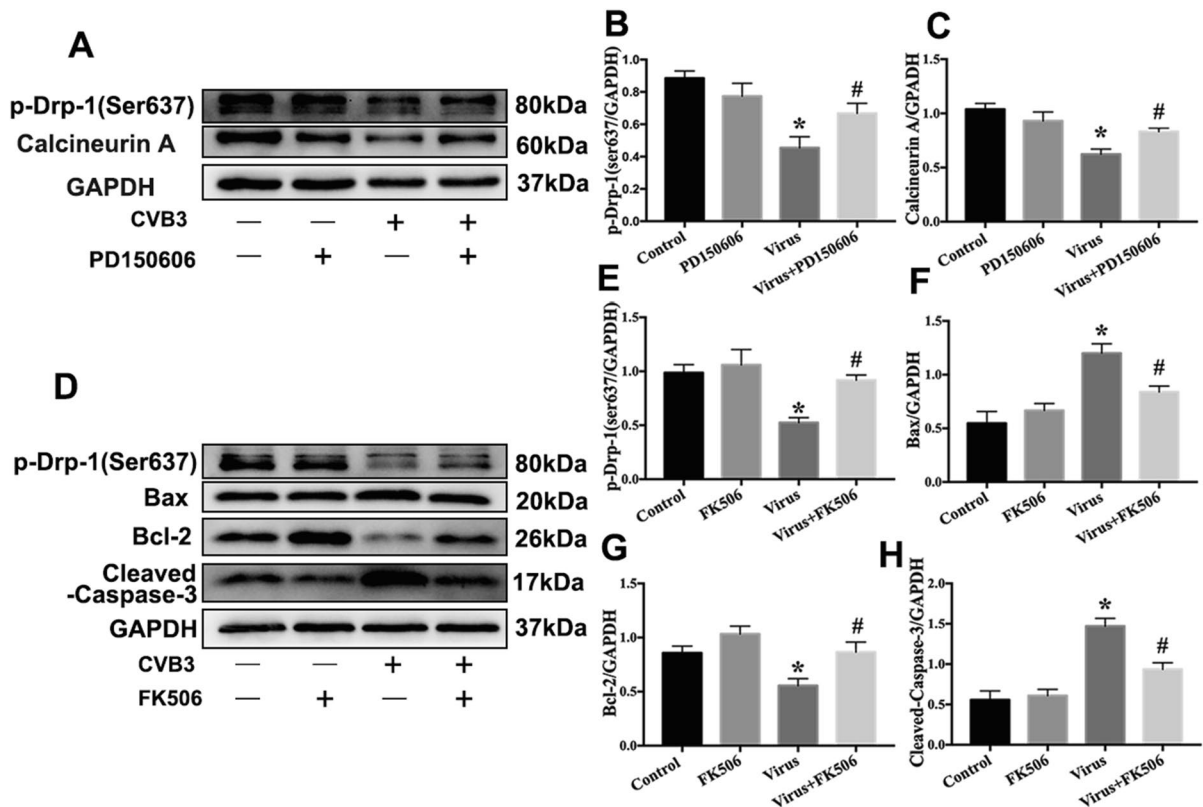 A
p-Drp-1(Ser637)
80kDa
Calcineurin A
60kDa
GAPDH
37kDa
CVB3 — — + +
PD150606 — + — +
B
p-Drp-1(ser637/GAPDH)
1.0
0.8
0.6
0.4
0.2
0.0
*
#
Control
PD150606
Virus
Virus+PD150606
C
Calcineurin A/GPADH
1.5
1.0
0.5
0.0
*
#
Control
PD150606
Virus
Virus+PD150606
D
p-Drp-1(Ser637)
80kDa
Bax
20kDa
Bcl-2
26kDa
Cleaved
-Caspase-3
17kDa
GAPDH
37kDa
CVB3 — — + +
FK506 — + — +
E
p-Drp-1(ser637/GAPDH)
1.5
1.0
0.5
0.0
*
#
Control
FK506
Virus
Virus+FK506
F
Bax/GAPDH
1.5
1.0
0.5
0.0
*
#
Control
FK506
Virus
Virus+FK506
G
Bcl-2/GAPDH
1.5
1.0
0.5
0.0
*
#
Control
FK506
Virus
Virus+FK506
H
Cleaved-Caspase-3/GAPDH
2.0
1.5
1.0
0.5
0.0
*
#
Control
FK506
Virus
Virus+FK506